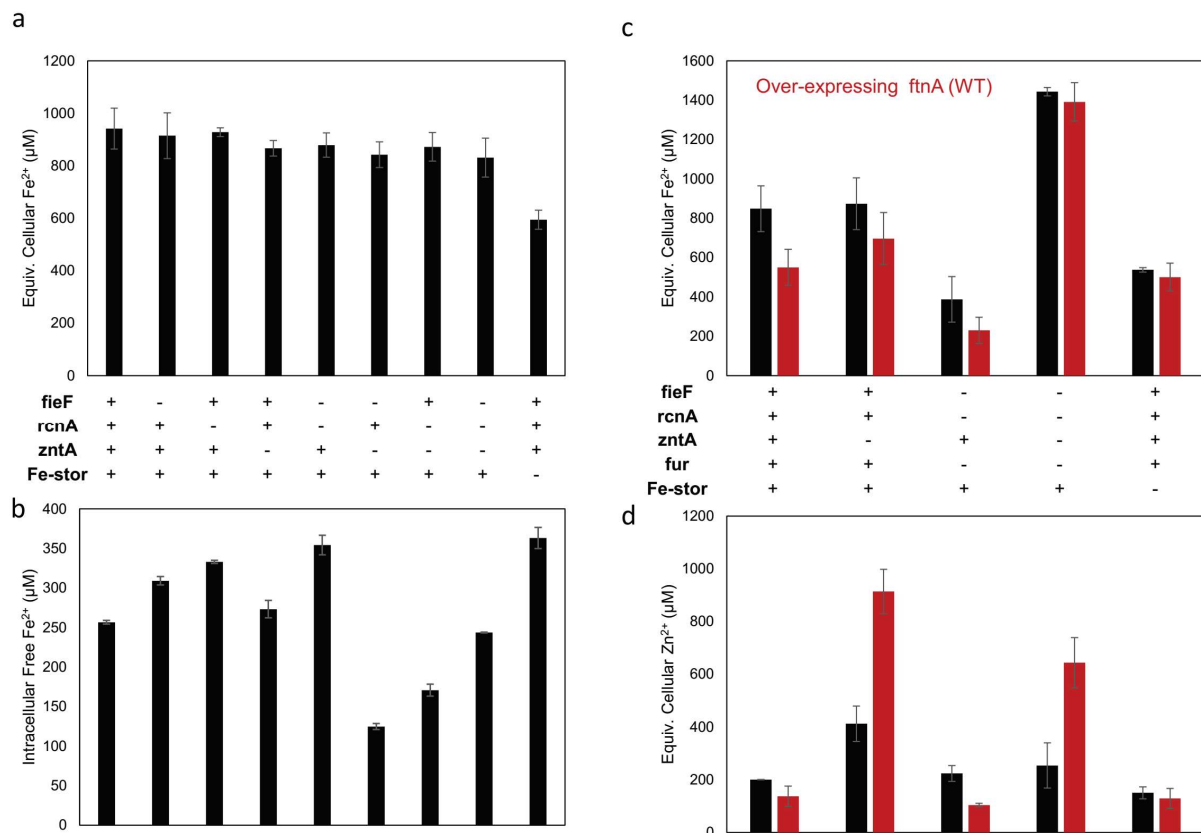 a
1200
1000
800
600
400
200
0
Equiv. Cellular Fe²⁺ (µM)
fieF + - + + - - + - +
rcnA + + - + - + - - +
zntA + + + - + - - - +
Fe-stor + + + + + + + + -
b
400
350
300
250
200
150
100
50
0
Intracellular Free Fe²⁺ (µM)
c
1600
1400
1200
1000
800
600
400
200
0
Equiv. Cellular Fe²⁺ (µM)
Over-expressing ftnA (WT)
fieF + + - - +
rcnA + + - - +
zntA + - + - +
fur + + - - +
Fe-stor + + + + -
d
1200
1000
800
600
400
200
0
Equiv. Cellular Zn²⁺ (µM)